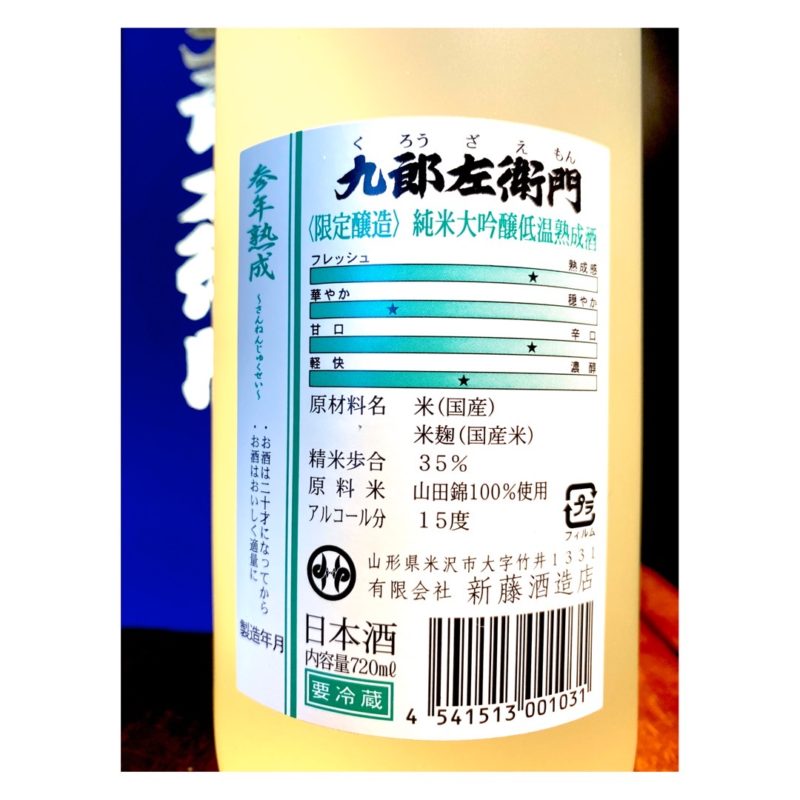 くろうざえもん
九郎左衛門
〈限定醸造〉純米大吟醸低温熟成酒
フレッシュ 熟成感
★
華やか 穏やか
★
甘口 辛口
★
軽快 濃醇
★
原材料名 米(国産)
米麹(国産米)
精米歩合 35%
原料米 山田錦100%使用
アルコール分 15度
プラ
フィルム
山形県米沢市大字竹井1331
有限会社 新藤酒造店
日本酒
内容量720mℓ
要冷蔵
4 541513 001031
参年熟成
~さんねんじゅくせい~
・お酒は二十才になってから
・お酒はおいしく適量に
製造年月